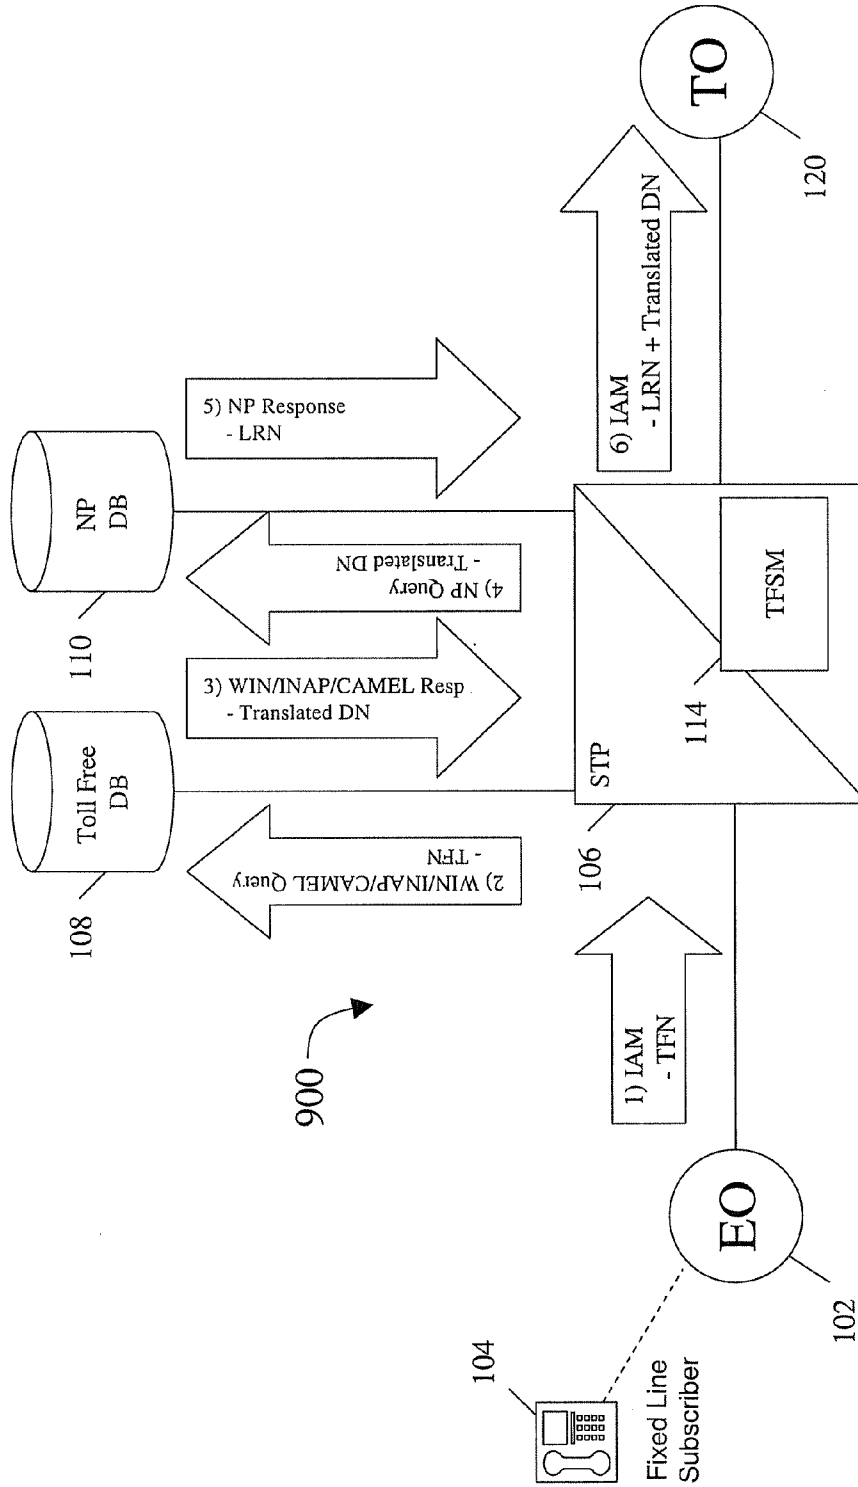 Toll Free
DB
108
NP
DB
110
2) WIN/INAP/CAMEL Query
- TFN
3) WIN/INAP/CAMEL Resp
- Translated DN
4) NP Query
- Translated DN
5) NP Response
- LRN
900
104
Fixed Line
Subscriber
EO
102
1) IAM
- TFN
106
STP
114
TFSM
6) IAM
- LRN + Translated DN
TO
120